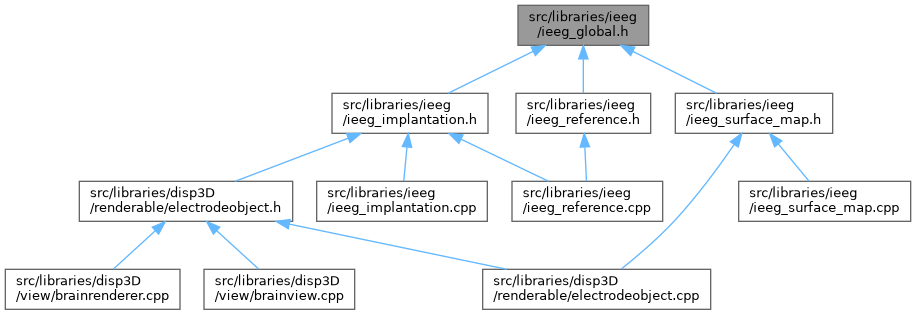 src/libraries/ieeg
/ieeg_global.h
src/libraries/ieeg
/ieeg_implantation.h
src/libraries/ieeg
/ieeg_reference.h
src/libraries/ieeg
/ieeg_surface_map.h
src/libraries/disp3D
/renderable/electrodeobject.h
src/libraries/ieeg
/ieeg_implantation.cpp
src/libraries/ieeg
/ieeg_reference.cpp
src/libraries/ieeg
/ieeg_surface_map.cpp
src/libraries/disp3D
/view/brainrenderer.cpp
src/libraries/disp3D
/view/brainview.cpp
src/libraries/disp3D
/renderable/electrodeobject.cpp